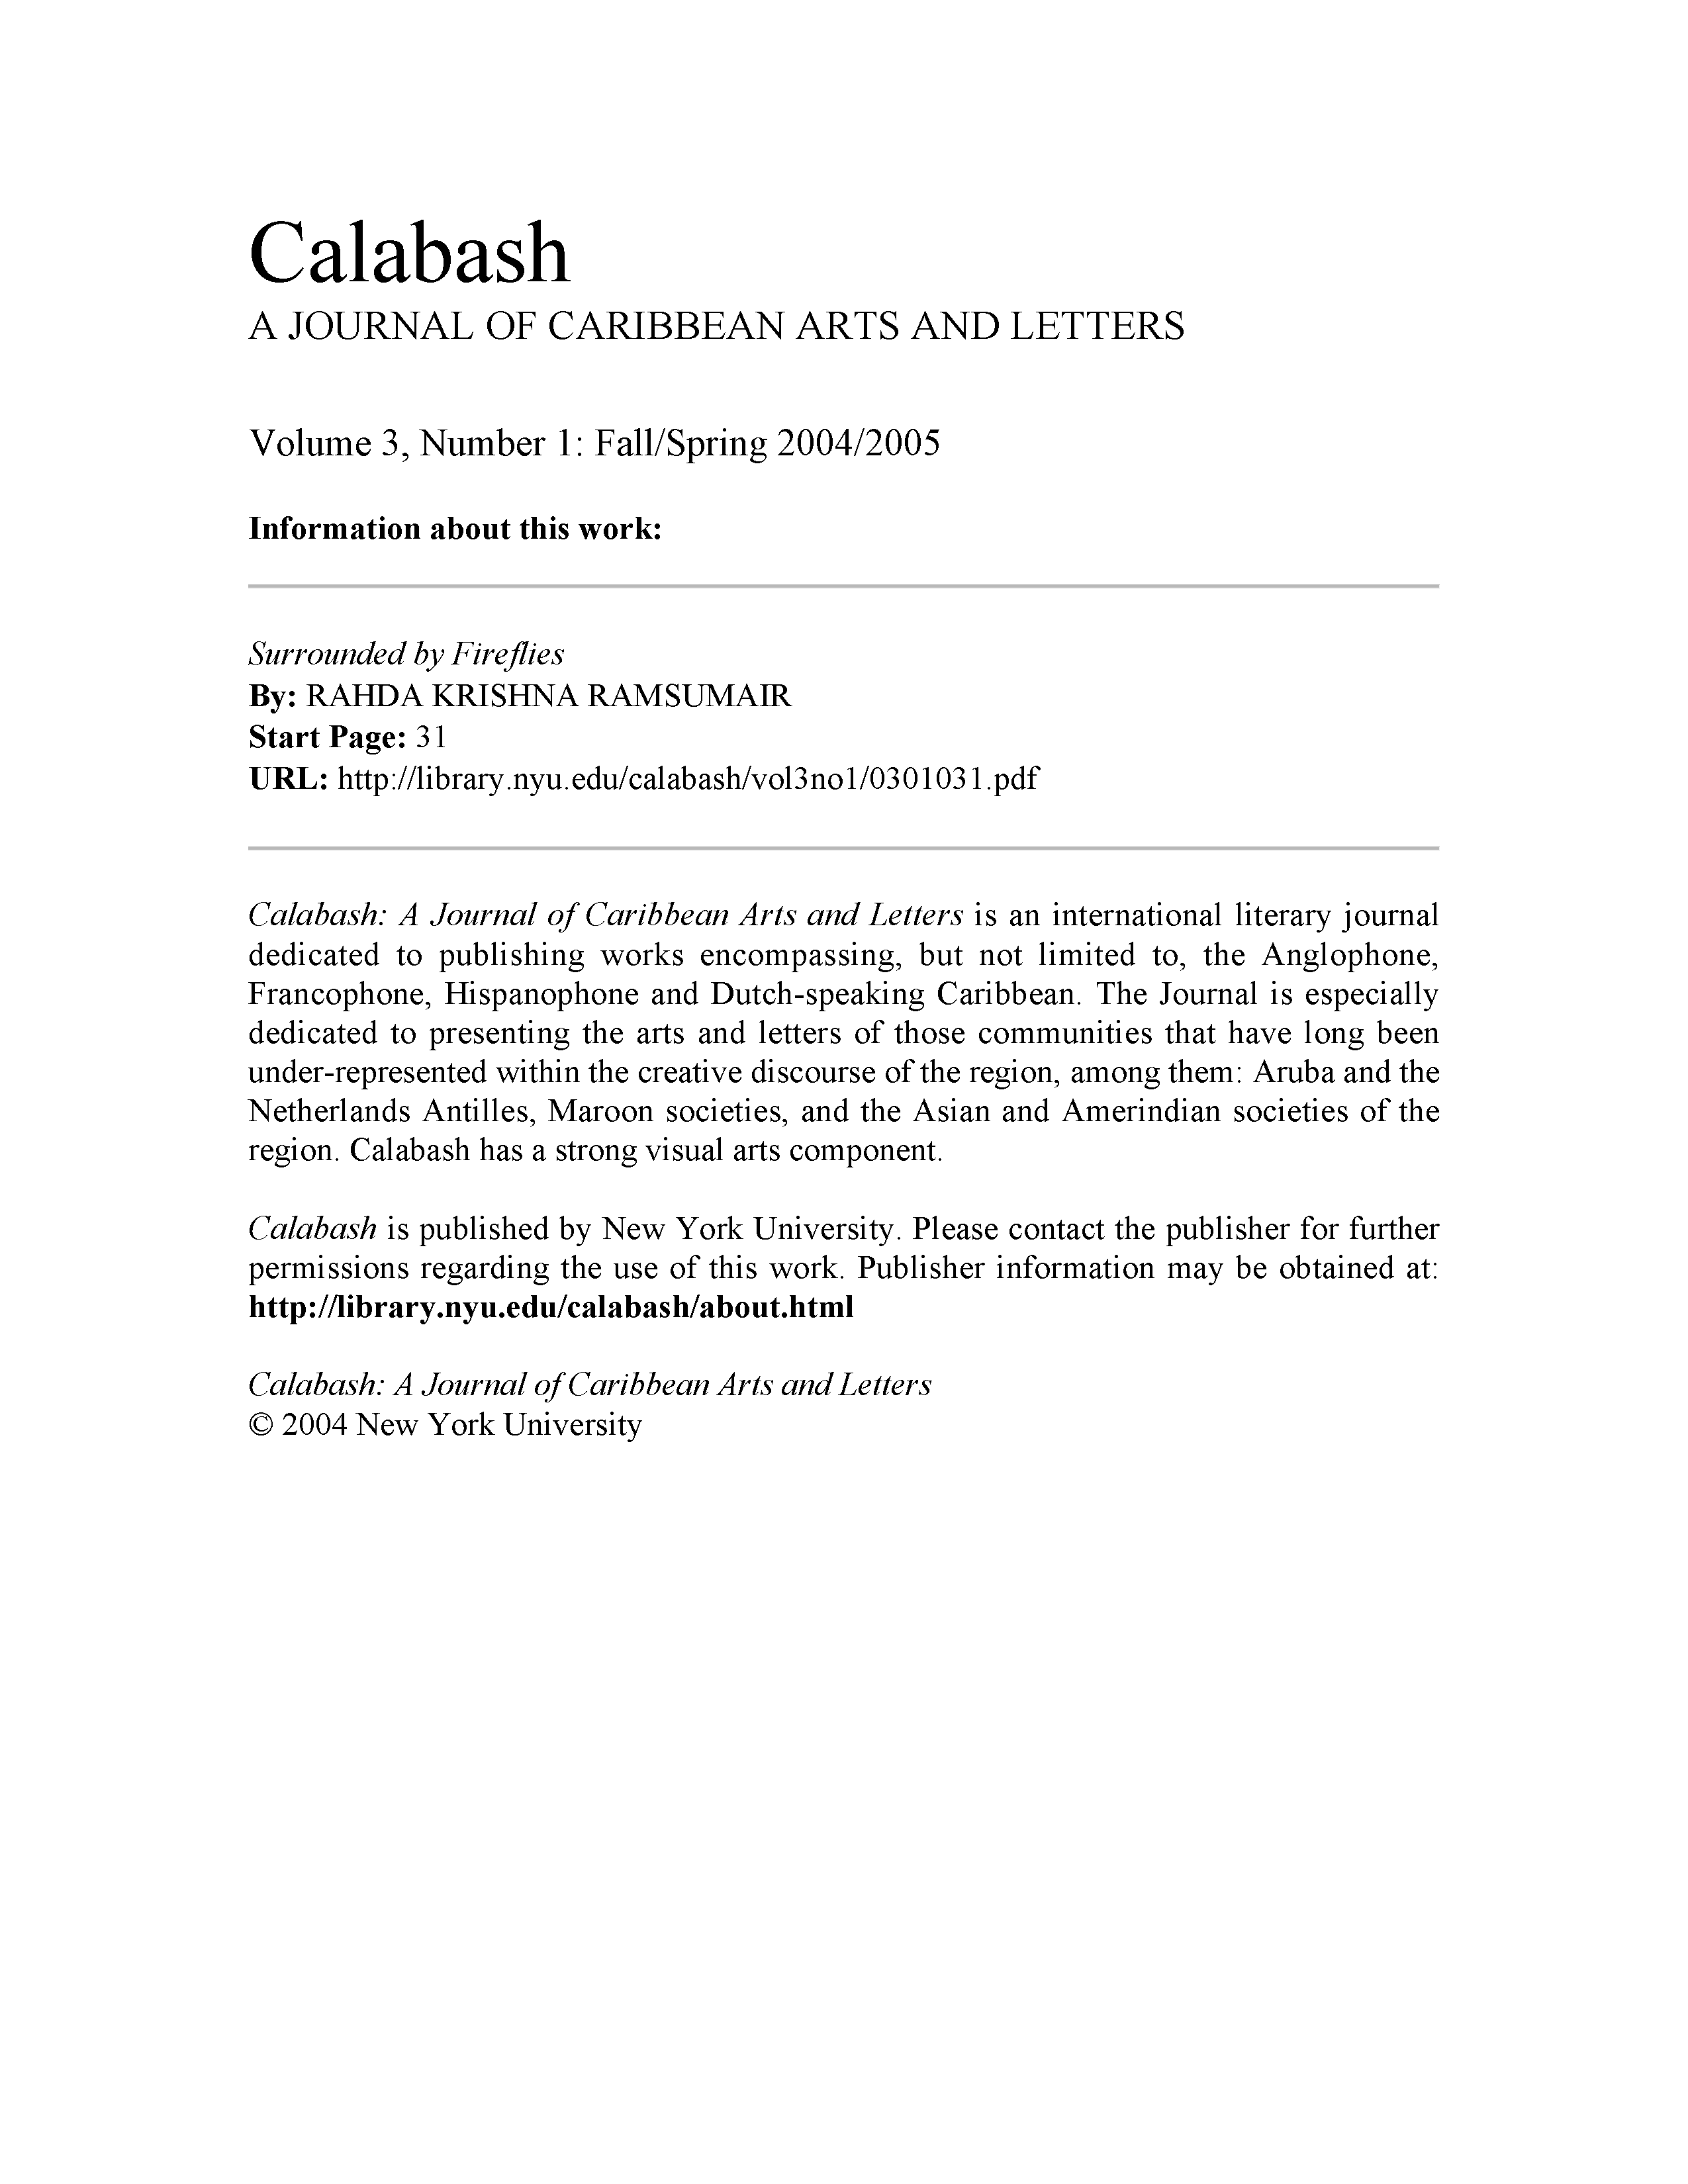 Calabash
A JOURNAL OF CARIBBEAN ARTS AND LETTERS
Volume 3, Number 1: Fall/Spring 2004/2005
Information about this work:
Surrounded by Fireflies
By: RAHDA KRISHNA RAMSUMAIR
Start Page: 31
URL: http://library.nyu.edu/calabash/vol3no1/0301031.pdf
Calabash: A Journal of Caribbean Arts and Letters is an international literary journal
dedicated to publishing works encompassing, but not limited to, the Anglophone,
Francophone, Hispanophone and Dutch-speaking Caribbean. The Journal is especially
dedicated to presenting the arts and letters of those communities that have long been
under-represented within the creative discourse of the region, among them: Aruba and the
Netherlands Antilles, Maroon societies, and the Asian and Amerindian societies of the
region. Calabash has a strong visual arts component.
Calabash is published by New York University. Please contact the publisher for further
permissions regarding the use of this work. Publisher information may be obtained at:
http://library.nyu.edu/calabash/about.html
Calabash: A Journal of Caribbean Arts and Letters
© 2004 New York University